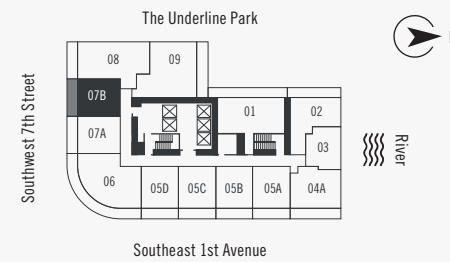 The Underline Park
08 09
07B
01 02
07A
03
06 05D 05C 05B 05A 04A
Southwest 7th Street
River
Southeast 1st Avenue